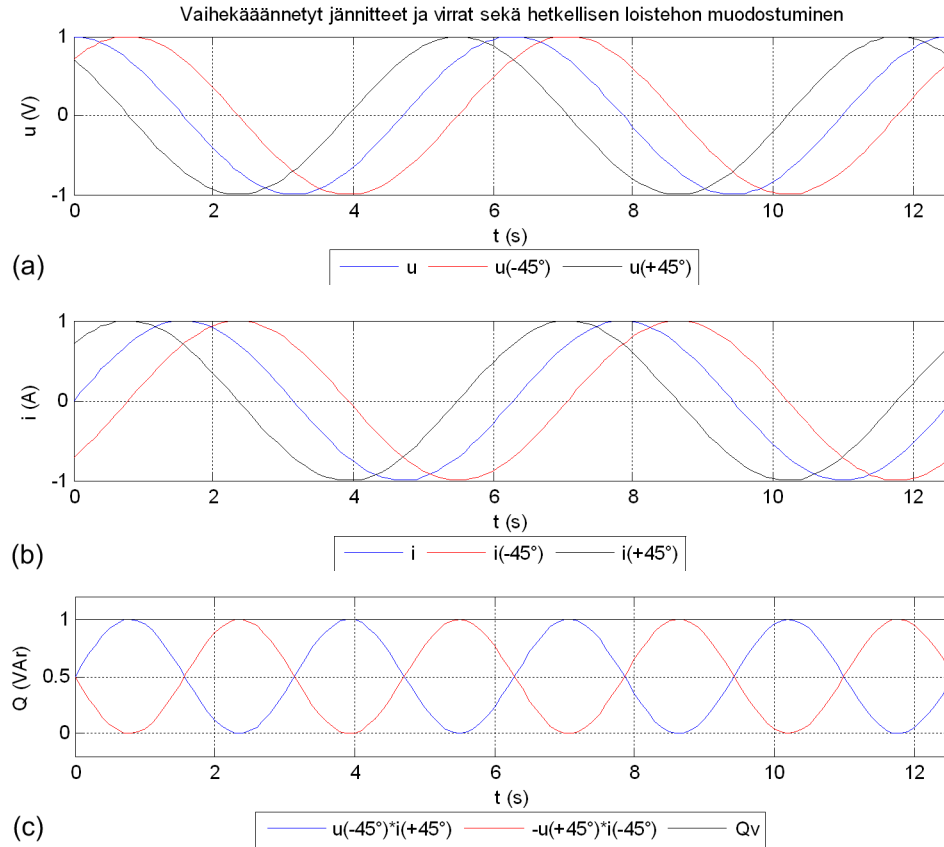 Vaihekääännetyt jännitteet ja virrat sekä hetkellisen loistehon muodostuminen
1
0
-1
u (V)
0 2 4 6 8 10 12
t (s)
(a)
u u(-45°) u(+45°)
1
0
-1
i (A)
0 2 4 6 8 10 12
t (s)
(b)
i i(-45°) i(+45°)
1
0.5
0
Q (VAr)
0 2 4 6 8 10 12
t (s)
(c)
u(-45°)*i(+45°) -u(+45°)*i(-45°) Qv